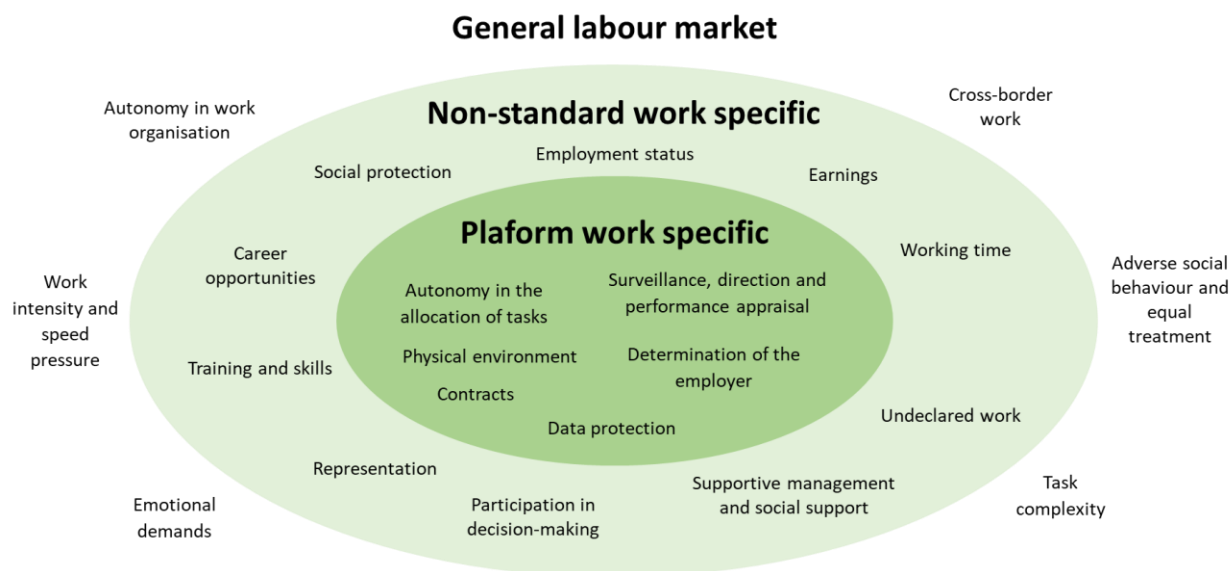 General labour market
Autonomy in work
organisation
Cross-border
work
Non-standard work specific
Employment status
Social protection
Earnings
Plaform work specific
Career
opportunities
Working time
Work
intensity and
speed
pressure
Autonomy in the
allocation of tasks
Surveillance, direction and
performance appraisal
Adverse social
behaviour and
equal
treatment
Physical environment
Determination of the
employer
Training and skills
Contracts
Undeclared work
Data protection
Representation
Emotional
demands
Participation in
decision-making
Supportive management
and social support
Task
complexity